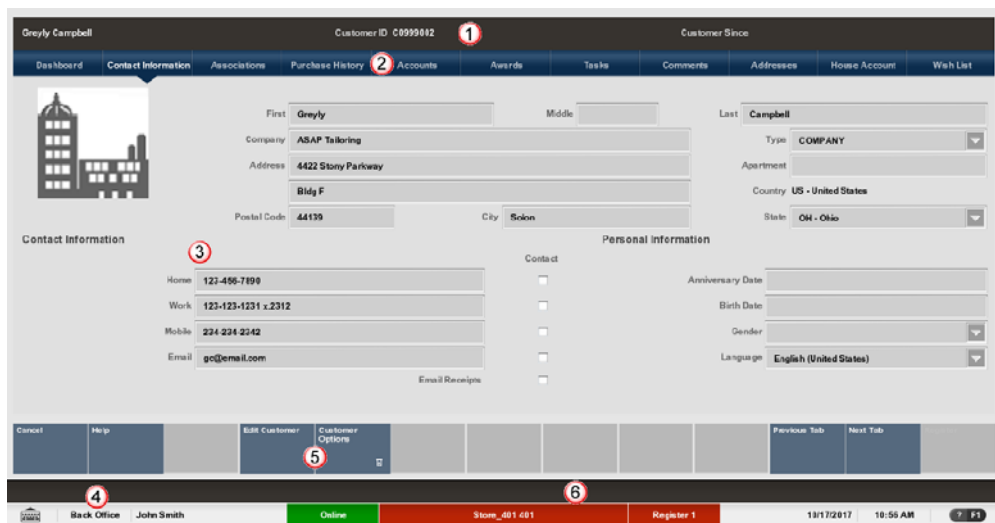 Greyly Campbell Customer ID C0999042 1 Customer Since
Dashboard Contact Information Associations Purchase History 2 Accounts Awards Tasks Comments Addresses House Account Wish List
First Greyly Middle Last Campbell
Company ASAP Tailoring Type COMPANY
Address 4422 Stony Parkway Apartment
Bldg F Country US - United States
Postal Code 44139 City Solon State OH - Ohio
Contact Information Personal Information
3 Contact
Home 123-456-7890 Anniversary Date
Work 123-123-1231 x.2312 Birth Date
Mobile 234-234-2342 Gender
Email gc@email.com Language English (United States)
Email Receipts
Cancel Help Edit Customer Customer Previous Tab Next Tab
Options
5
4 6
Back Office John Smith Online Store_401 401 Register 1 10/17/2017 10:56 AM ? F1